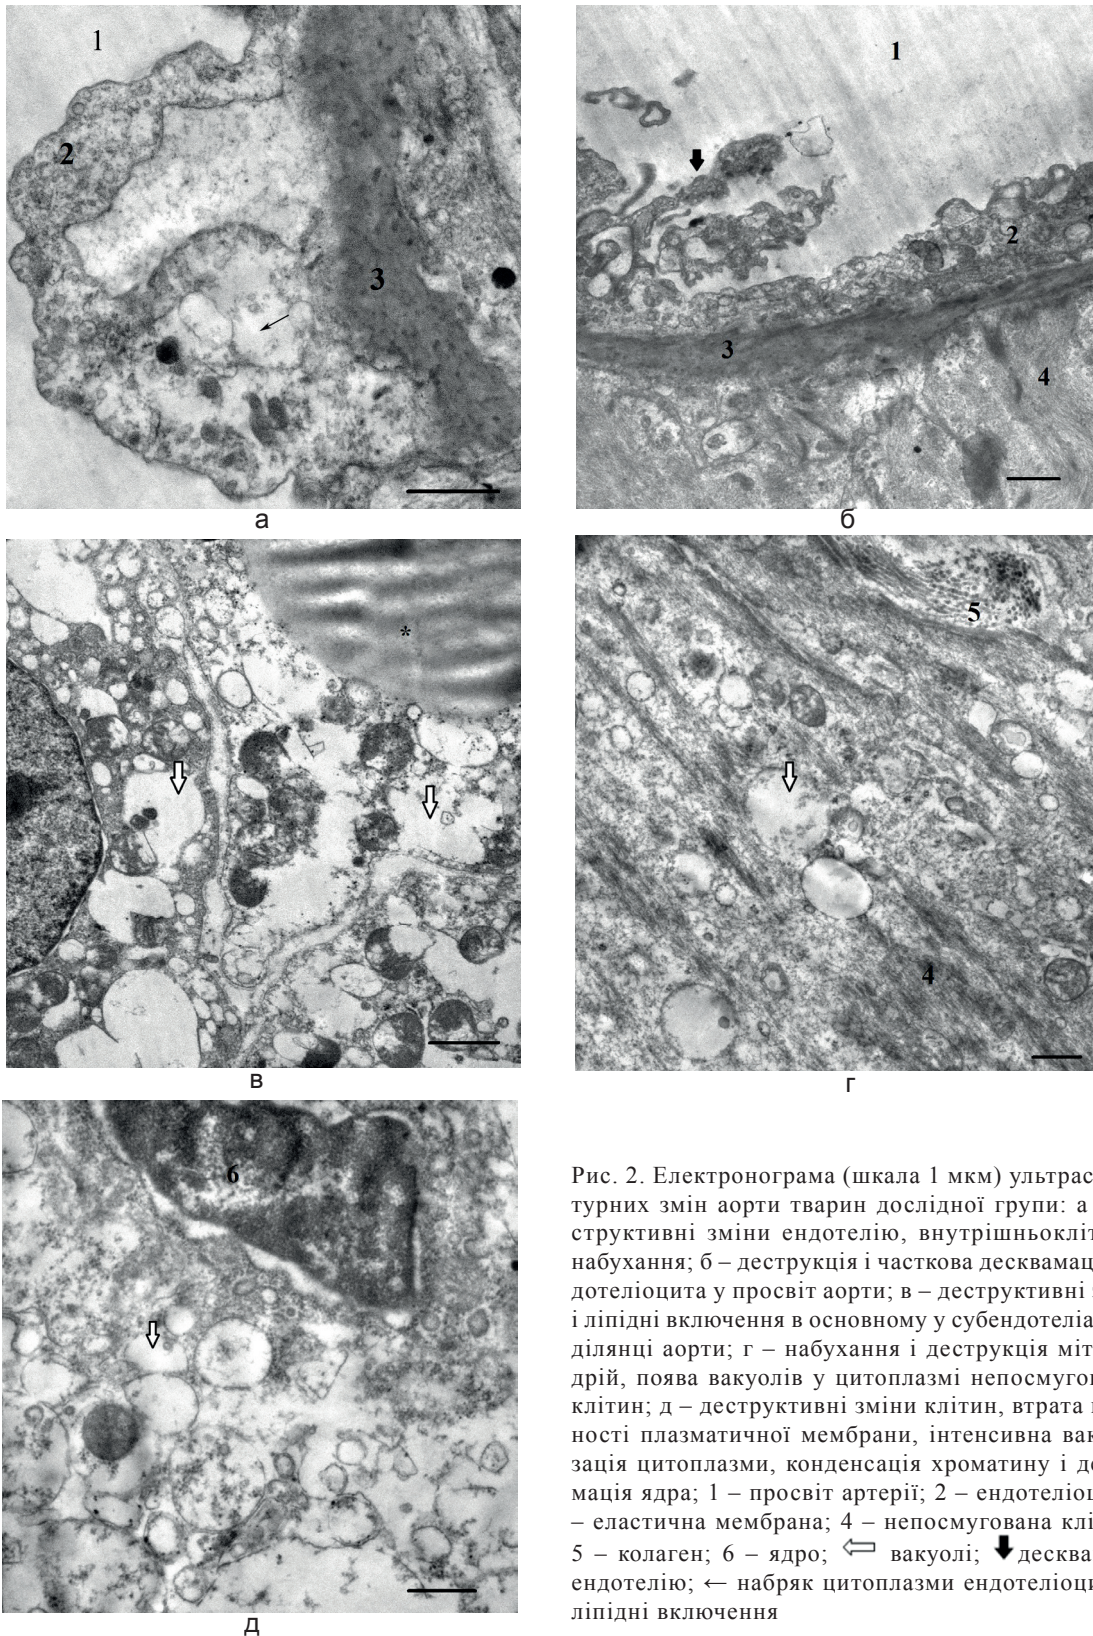 1
2
3
а
1
2
3
4
б
*
в
5
4
г
6
д
Рис. 2. Електронограма (шкала 1 мкм) ультрас
турних змін аорти тварин дослідної групи: а
структивні зміни ендотелію, внутрішньокліт
набухання; б – деструкція і часткова десквамац
дотеліоцита у просвіт аорти; в – деструктивні
і ліпідні включення в основному у субендотеліа
ділянці аорти; г – набухання і деструкція міт
дрій, поява вакуолів у цитоплазмі непосмугов
клітин; д – деструктивні зміни клітин, втрата
ності плазматичної мембрани, інтенсивна вак
зація цитоплазми, конденсація хроматину і де
мація ядра; 1 – просвіт артерії; 2 – ендотеліоц
– еластична мембрана; 4 – непосмугована клі
5 – колаген; 6 – ядро; ⇦ вакуолі; 🡇 десква
ендотелію; ← набряк цитоплазми ендотеліоци
ліпідні включення